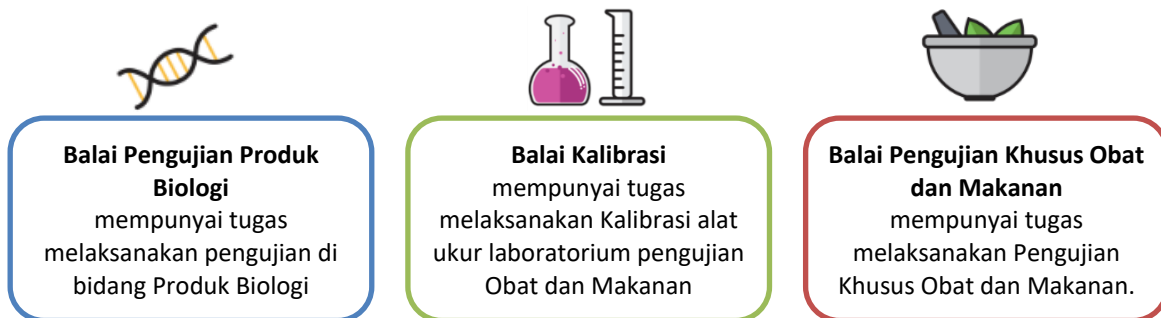 Balai Pengujian Produk
Biologi
mempunyai tugas
melaksanakan pengujian di
bidang Produk Biologi
Balai Kalibrasi
mempunyai tugas
melaksanakan Kalibrasi alat
ukur laboratorium pengujian
Obat dan Makanan
Balai Pengujian Khusus Obat
dan Makanan
mempunyai tugas
melaksanakan Pengujian
Khusus Obat dan Makanan.